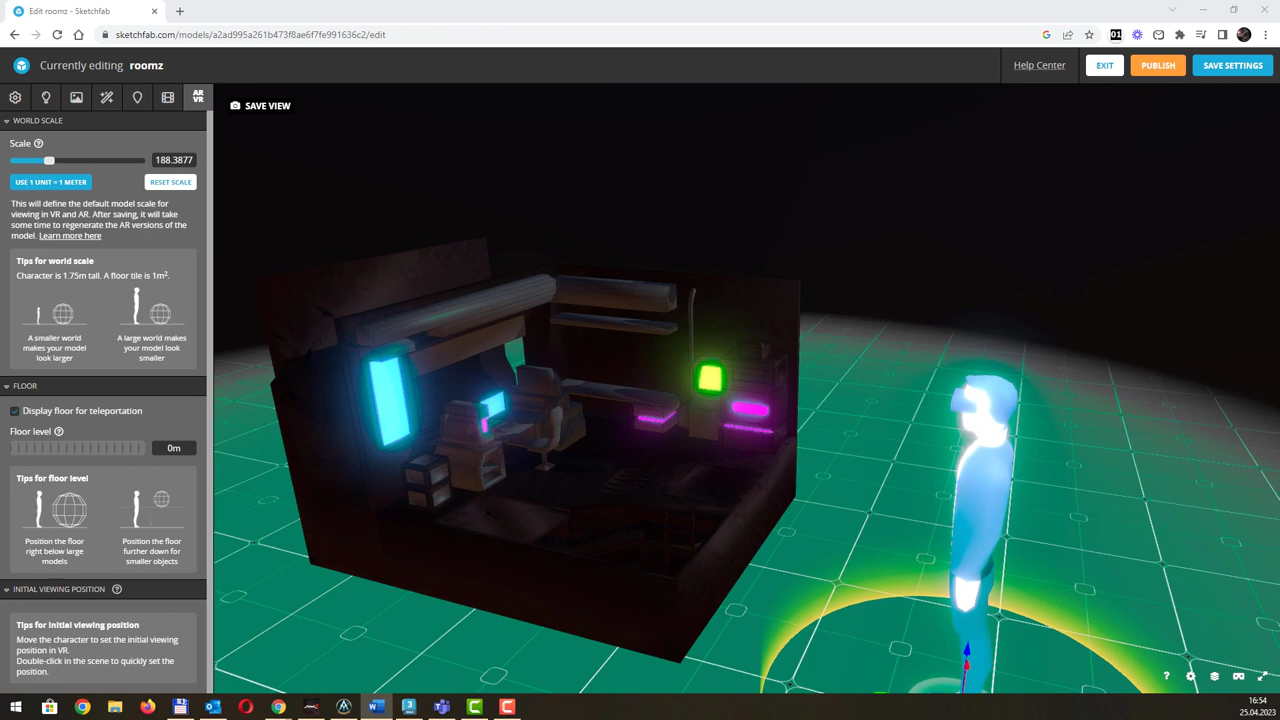 Edit roomz - Sketchfab
sketchfab.com/models/a2ad995a261b473f8ae6f7fe991636c2/edit
Currently editing roomz
Help Center
EXIT
PUBLISH
SAVE SETTINGS
AR
VR
SAVE VIEW
WORLD SCALE
Scale
188.3877
USE 1 UNIT = 1 METER
RESET SCALE
This will define the default model scale for
viewing in VR and AR. After saving, it will take
some time to regenerate the AR versions of the
model. Learn more here
Tips for world scale
Character is 1.75m tall. A floor tile is 1m².
A smaller world
makes your model
look larger
A large world makes
your model look
smaller
FLOOR
Display floor for teleportation
Floor level
0m
Tips for floor level
Position the floor
right below large
models
Position the floor
further down for
smaller objects
INITIAL VIEWING POSITION
Tips for initial viewing position
Move the character to set the initial viewing
position in VR.
Double-click in the scene to quickly set the
position.
16:54
25.04.2023